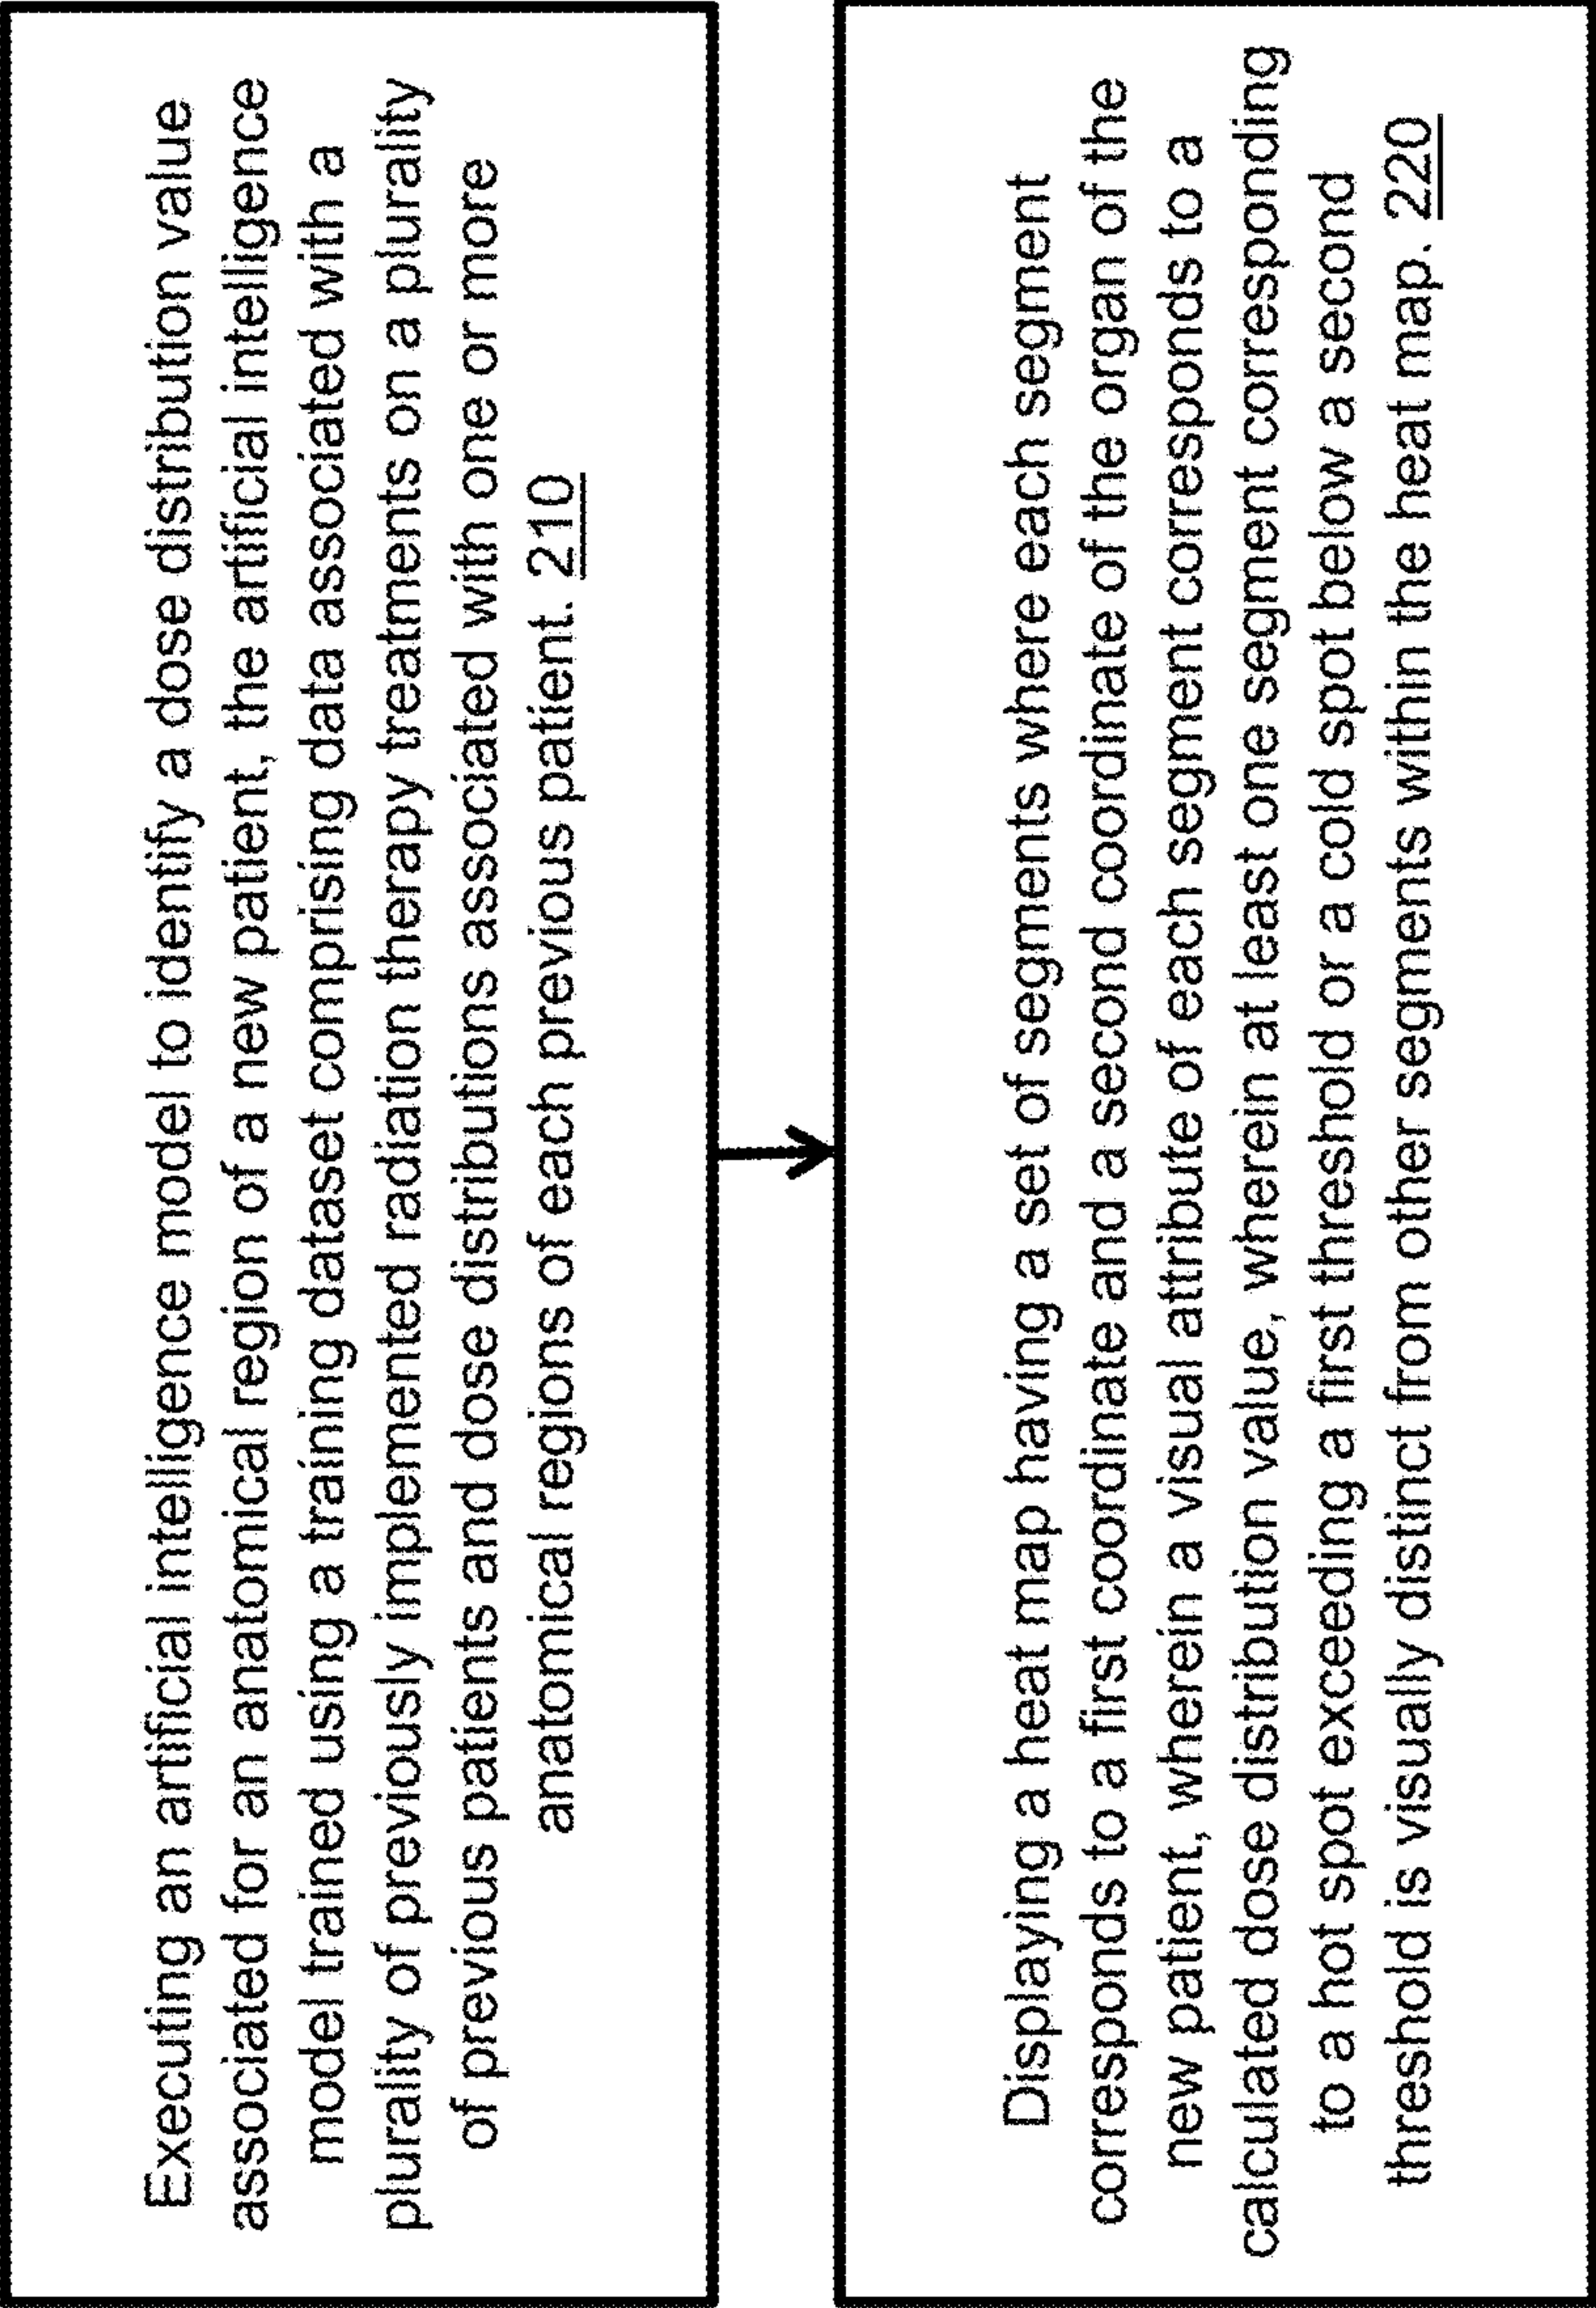 Executing an artificial intelligence model to identify a dose distribution value
associated for an anatomical region of a new patient, the artificial intelligence
model trained using a training dataset comprising data associated with a
plurality of previously implemented radiation therapy treatments on a plurality
of previous patients and dose distributions associated with one or more
anatomical regions of each previous patient. 210
Displaying a heat map having a set of segments where each segment
corresponds to a first coordinate and a second coordinate of the organ of the
new patient, wherein a visual attribute of each segment corresponds to a
calculated dose distribution value, wherein at least one segment corresponding
to a hot spot exceeding a first threshold or a cold spot below a second
threshold is visually distinct from other segments within the heat map. 220